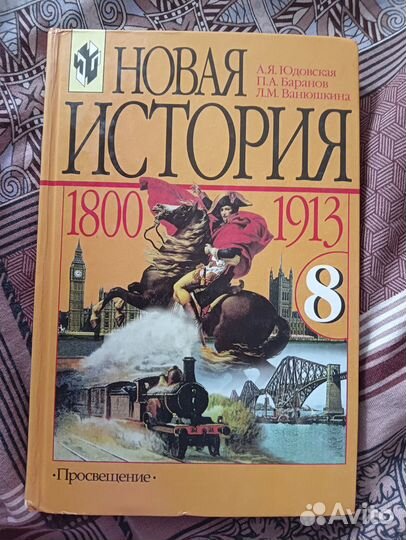 НОВАЯ
ИСТОРИЯ
А.Я. Юдовская
П.А. Баранов
Л.М. Ванюшкина
1800
1913
8
·Просвещение·
Avito